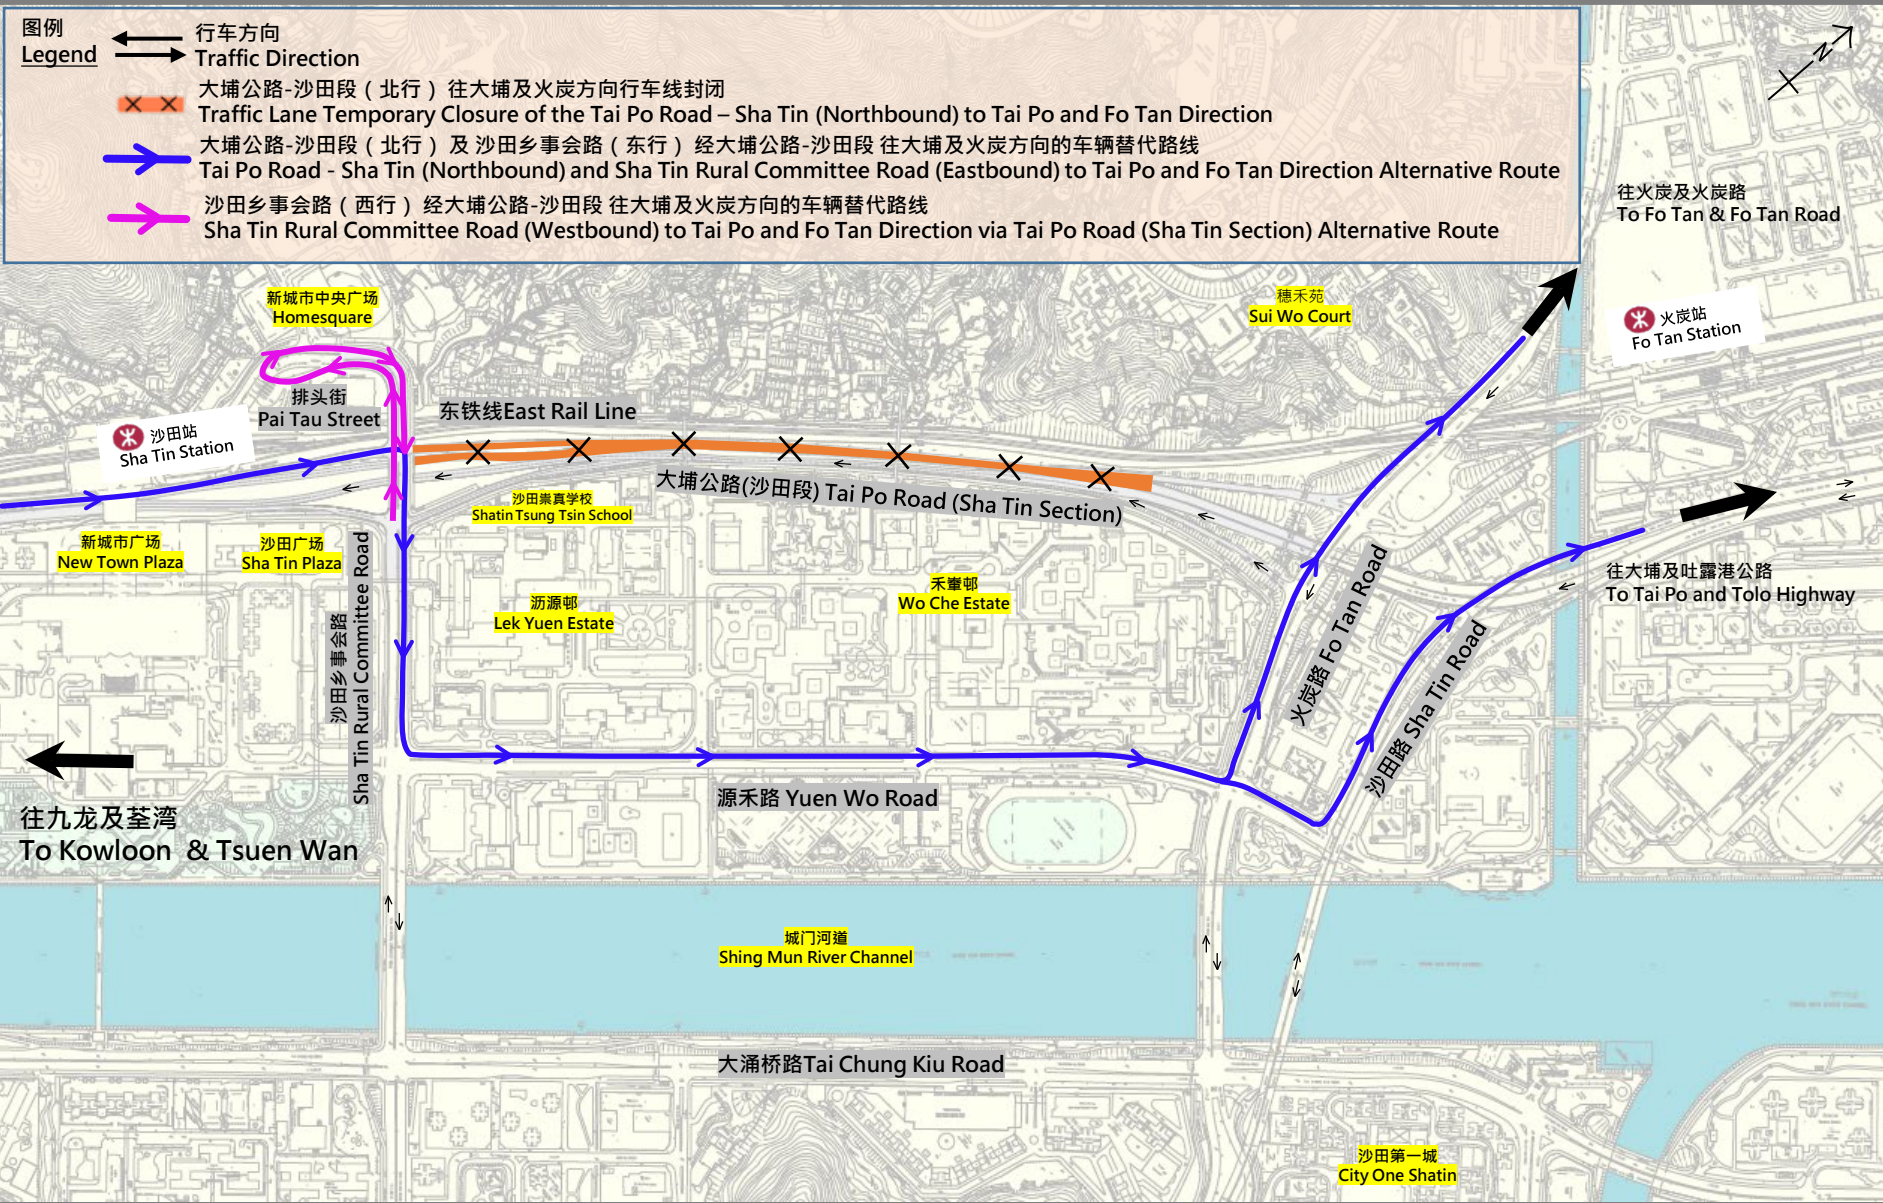 图例
Legend
行车方向
Traffic Direction
大埔公路-沙田段（北行）往大埔及火炭方向行车线封闭
Traffic Lane Temporary Closure of the Tai Po Road – Sha Tin (Northbound) to Tai Po and Fo Tan Direction
大埔公路-沙田段（北行）及 沙田乡事会路（东行）经大埔公路-沙田段 往大埔及火炭方向的车辆替代路线
Tai Po Road - Sha Tin (Northbound) and Sha Tin Rural Committee Road (Eastbound) to Tai Po and Fo Tan Direction Alternative Route
沙田乡事会路（西行）经大埔公路-沙田段 往大埔及火炭方向的车辆替代路线
Sha Tin Rural Committee Road (Westbound) to Tai Po and Fo Tan Direction via Tai Po Road (Sha Tin Section) Alternative Route
N
往火炭及火炭路
To Fo Tan & Fo Tan Road
新城市中央广场
Homesquare
穗禾苑
Sui Wo Court
火炭站
Fo Tan Station
排头街
Pai Tau Street
东铁线East Rail Line
沙田站
Sha Tin Station
大埔公路(沙田段) Tai Po Road (Sha Tin Section)
沙田崇真学校
Shatin Tsung Tsin School
新城市广场
New Town Plaza
沙田广场
Sha Tin Plaza
沙田乡事会路
Sha Tin Rural Committee Road
沥源邨
Lek Yuen Estate
禾輋邨
Wo Che Estate
火炭路 Fo Tan Road
沙田路 Sha Tin Road
往大埔及吐露港公路
To Tai Po and Tolo Highway
往九龙及荃湾
To Kowloon & Tsuen Wan
源禾路 Yuen Wo Road
城门河道
Shing Mun River Channel
大涌桥路Tai Chung Kiu Road
沙田第一城
City One Shatin